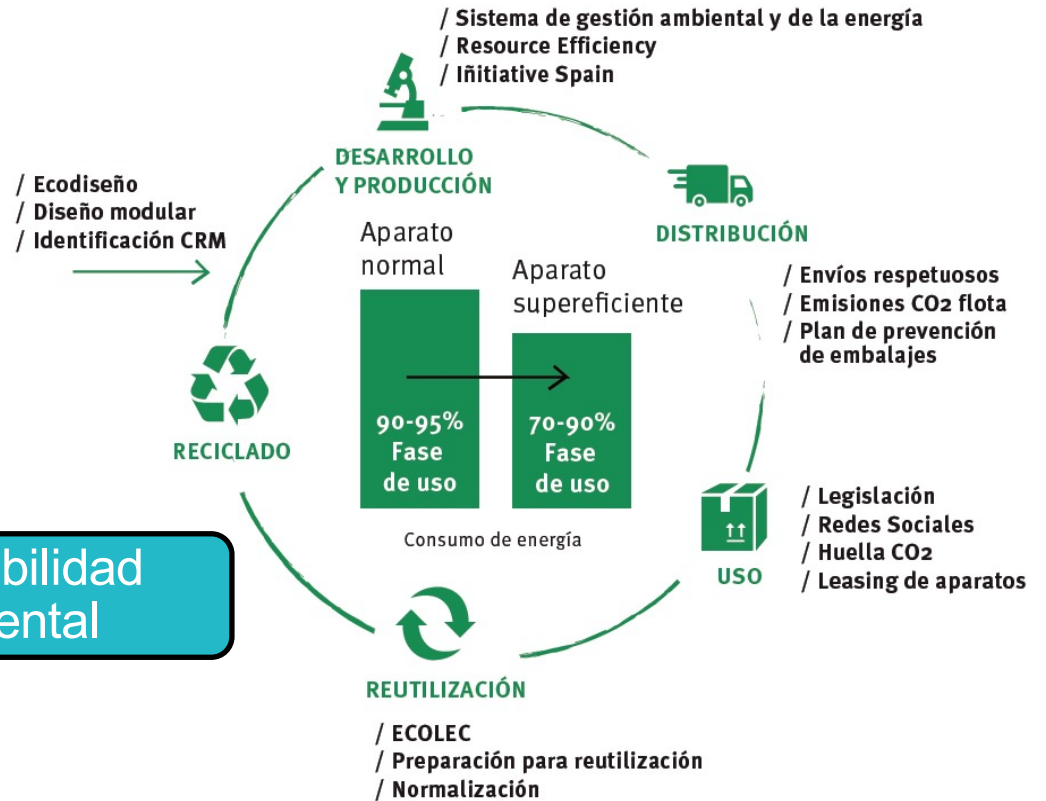 / Sistema de gestión ambiental y de la energía
/ Resource Efficiency
/ Iñitiative Spain
DESARROLLO
Y PRODUCCIÓN
/ Ecodiseño
/ Diseño modular
/ Identificación CRM
DISTRIBUCIÓN
/ Envíos respetuosos
/ Emisiones CO2 flota
/ Plan de prevención
de embalajes
Aparato
normal
Aparato
supereficiente
90-95%
Fase
de uso
70-90%
Fase
de uso
Consumo de energía
RECICLADO
/ Legislación
/ Redes Sociales
/ Huella CO2
/ Leasing de aparatos
USO
bilidad
ental
REUTILIZACIÓN
/ ECOLEC
/ Preparación para reutilización
/ Normalización